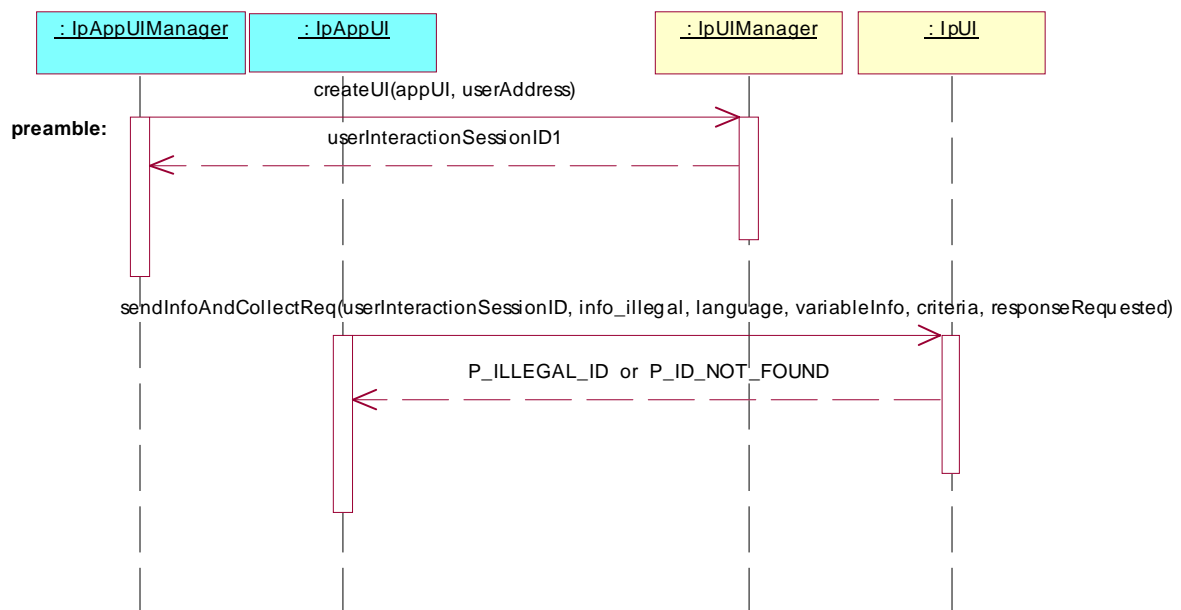 : IpAppUIManager
: IpAppUI
: IpUIManager
: IpUI
createUI(appUI, userAddress)
preamble:
userInteractionSessionID1
sendInfoAndCollectReq(userInteractionSessionID, info_illegal, language, variableInfo, criteria, responseRequested)
P_ILLEGAL_ID or P_ID_NOT_FOUND